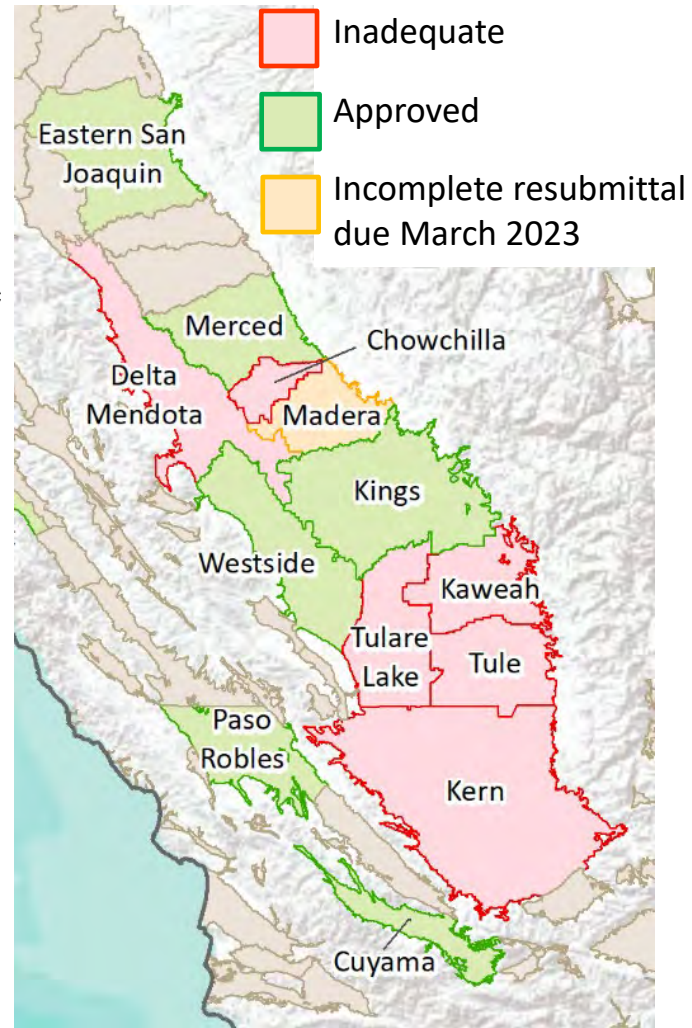 Inadequate
Approved
Incomplete resubmittal
due March 2023
Eastern San
Joaquin
Merced
Chowchilla
Delta
Mendota
Madera
Kings
Westside
Kaweah
Tulare
Lake
Tule
Paso
Robles
Kern
Cuyama